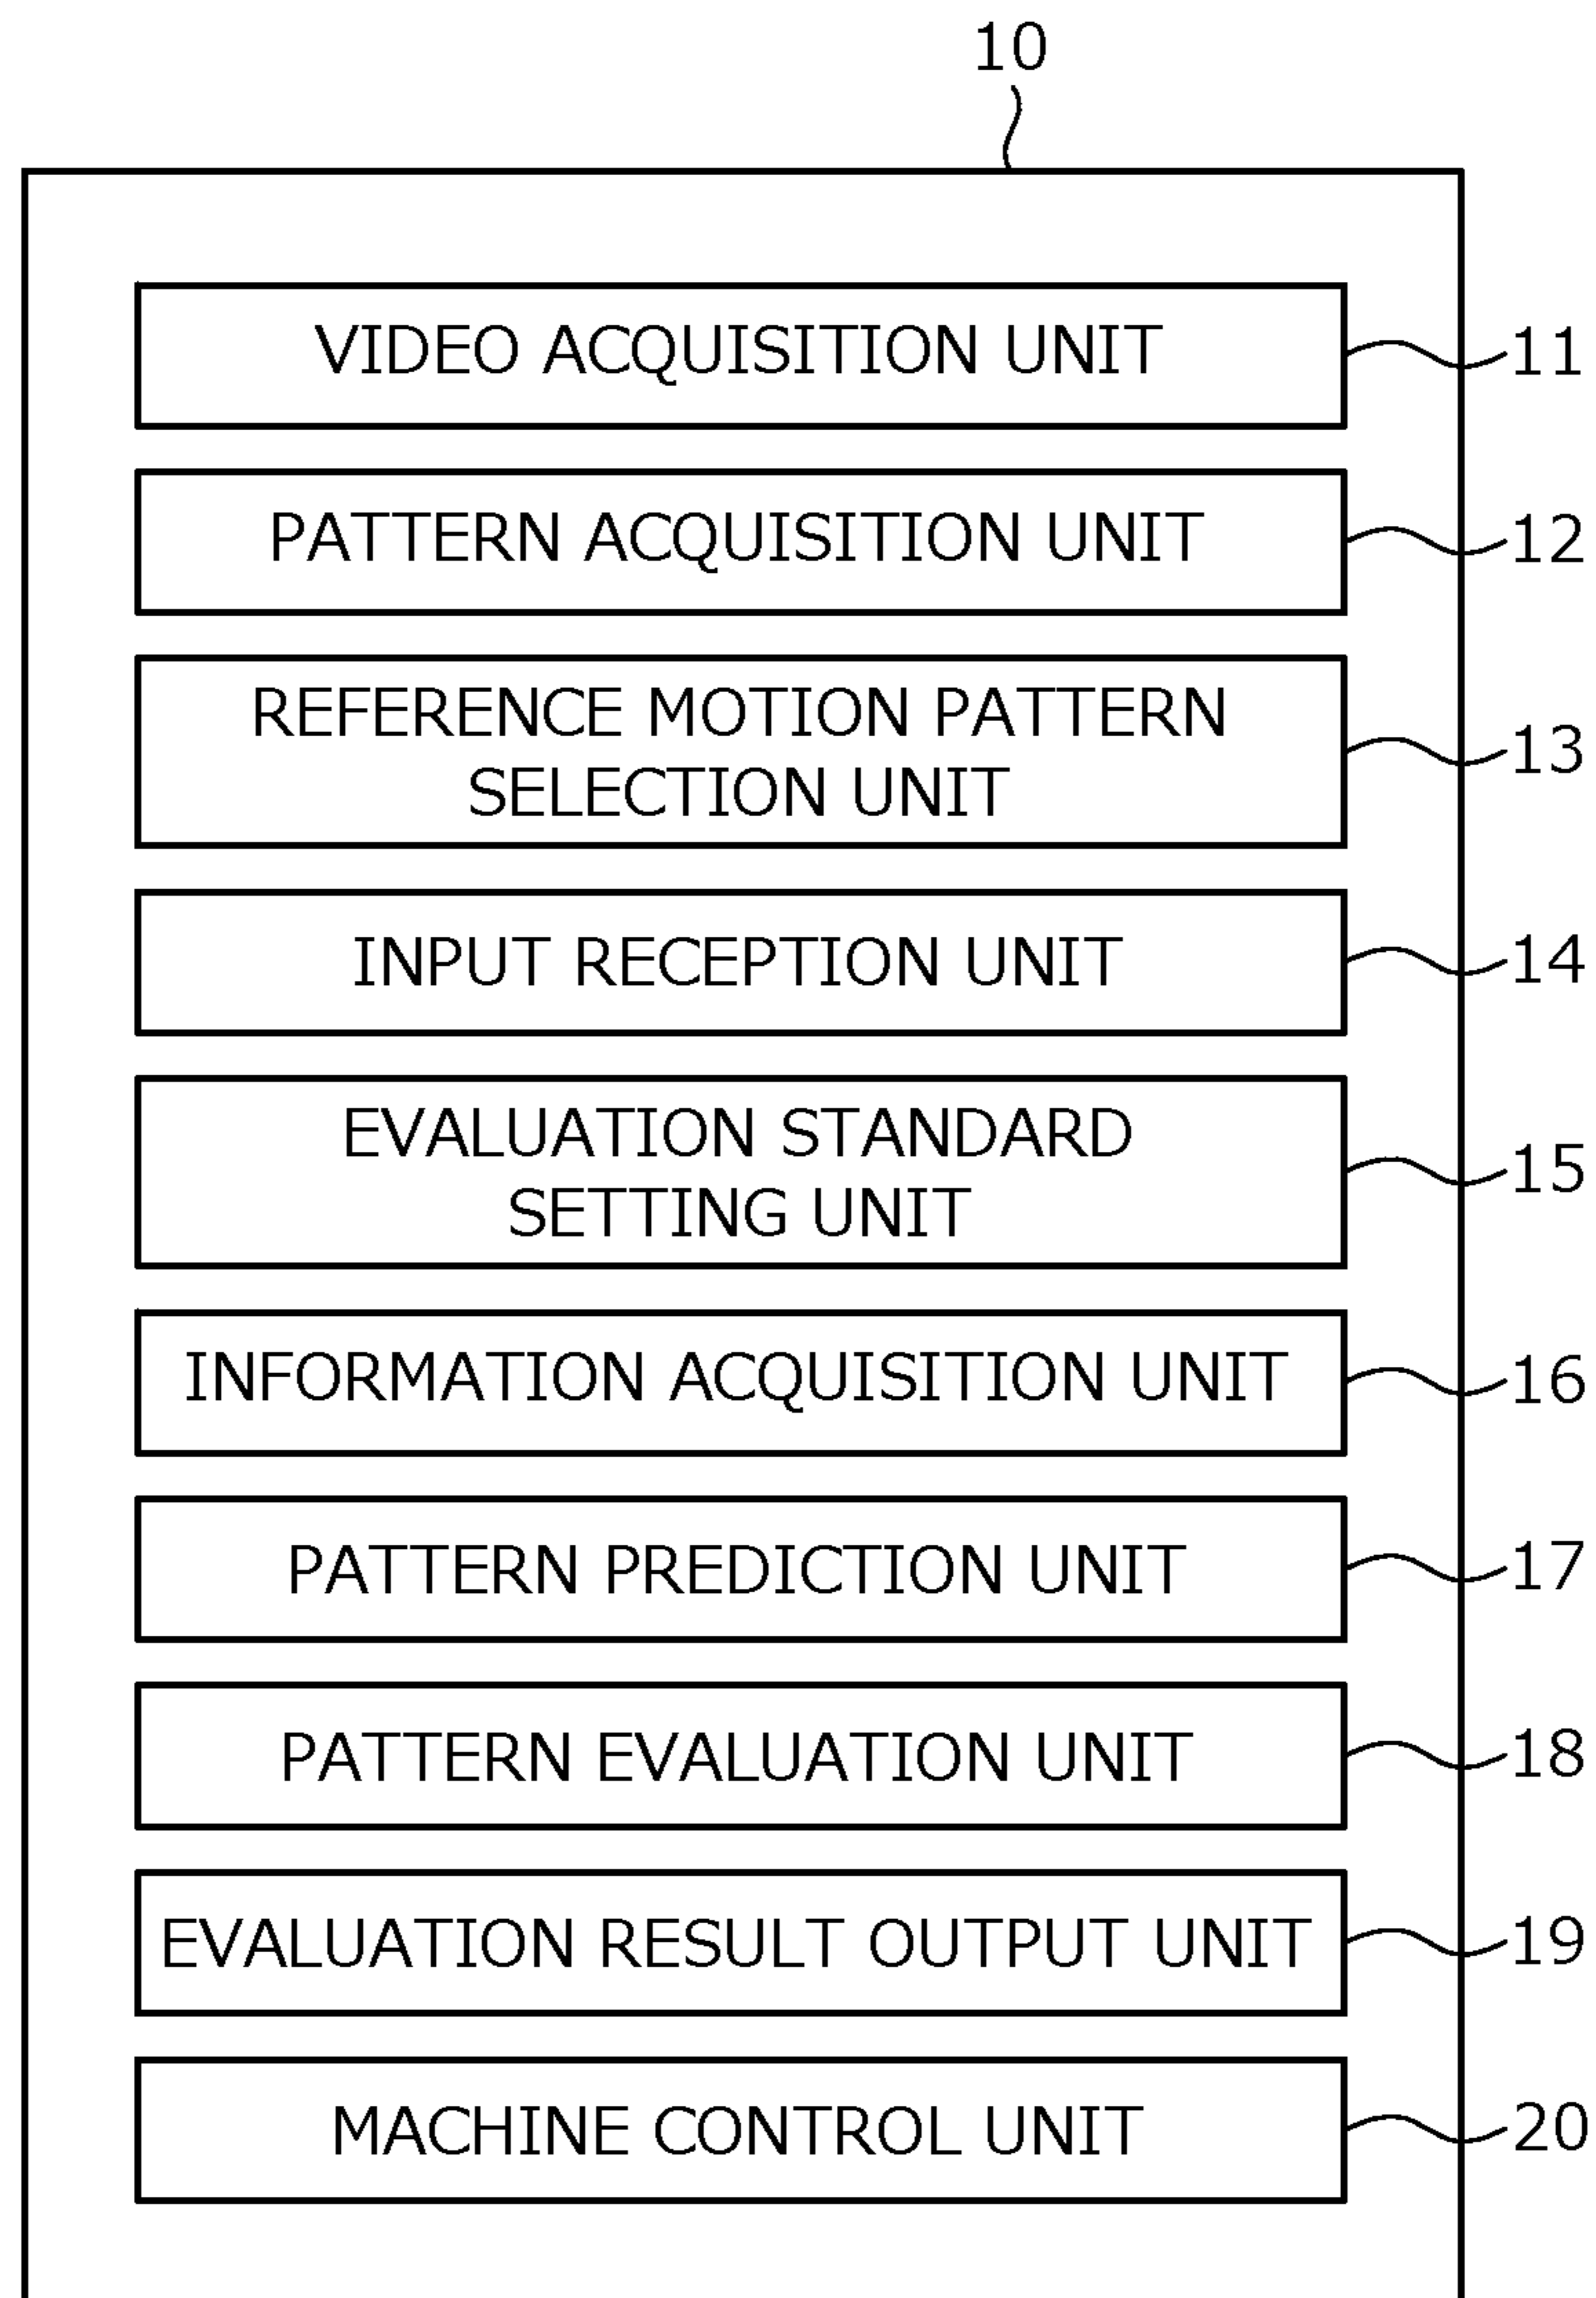 10
VIDEO ACQUISITION UNIT
11
PATTERN ACQUISITION UNIT
12
REFERENCE MOTION PATTERN
SELECTION UNIT
13
INPUT RECEPTION UNIT
14
EVALUATION STANDARD
SETTING UNIT
15
INFORMATION ACQUISITION UNIT
16
PATTERN PREDICTION UNIT
17
PATTERN EVALUATION UNIT
18
EVALUATION RESULT OUTPUT UNIT
19
MACHINE CONTROL UNIT
20